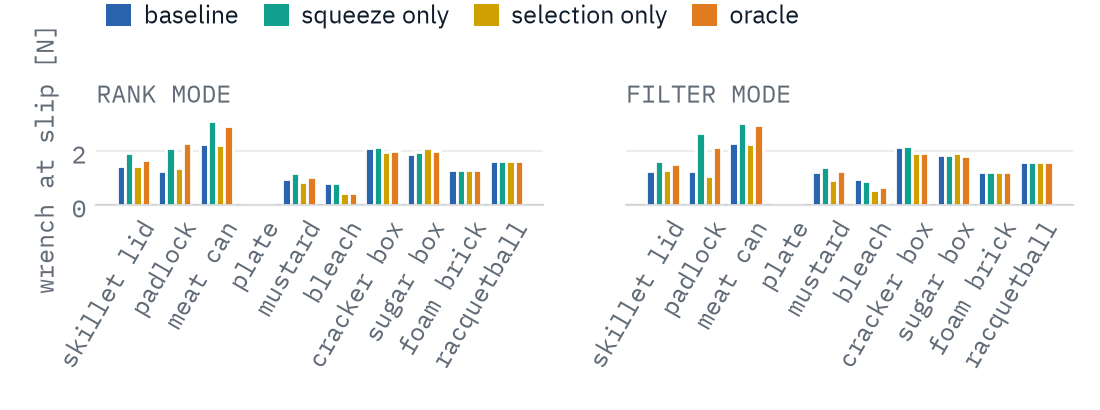 baseline squeeze only selection only oracle
wrench at slip [N]
RANK MODE
2
0
skillet lid
padlock
meat can
plate
mustard
bleach
cracker box
sugar box
foam brick
racquetball
FILTER MODE
skillet lid
padlock
meat can
plate
mustard
bleach
cracker box
sugar box
foam brick
racquetball